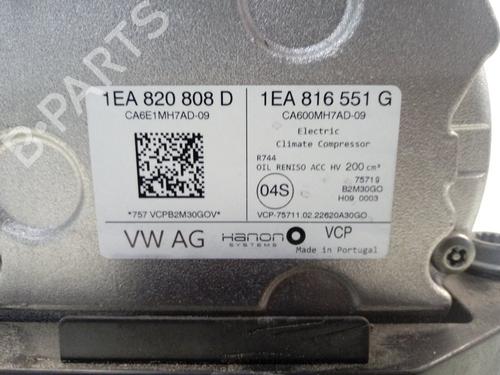 B-PARTS
1EA 820 808 D
CA6E1MH7AD-09
*757 VCPB2M30GOV*
1EA 816 551 G
CA600MH7AD-09
Electric
Climate Compressor
R744
OIL RENISO ACC HV 200 cm³
04S
75719
B2M30GO
H09 0003
VCP-75711.02.22620A30GO
VW AG
Hanon
SYSTEMS
VCP
Made in Portugal